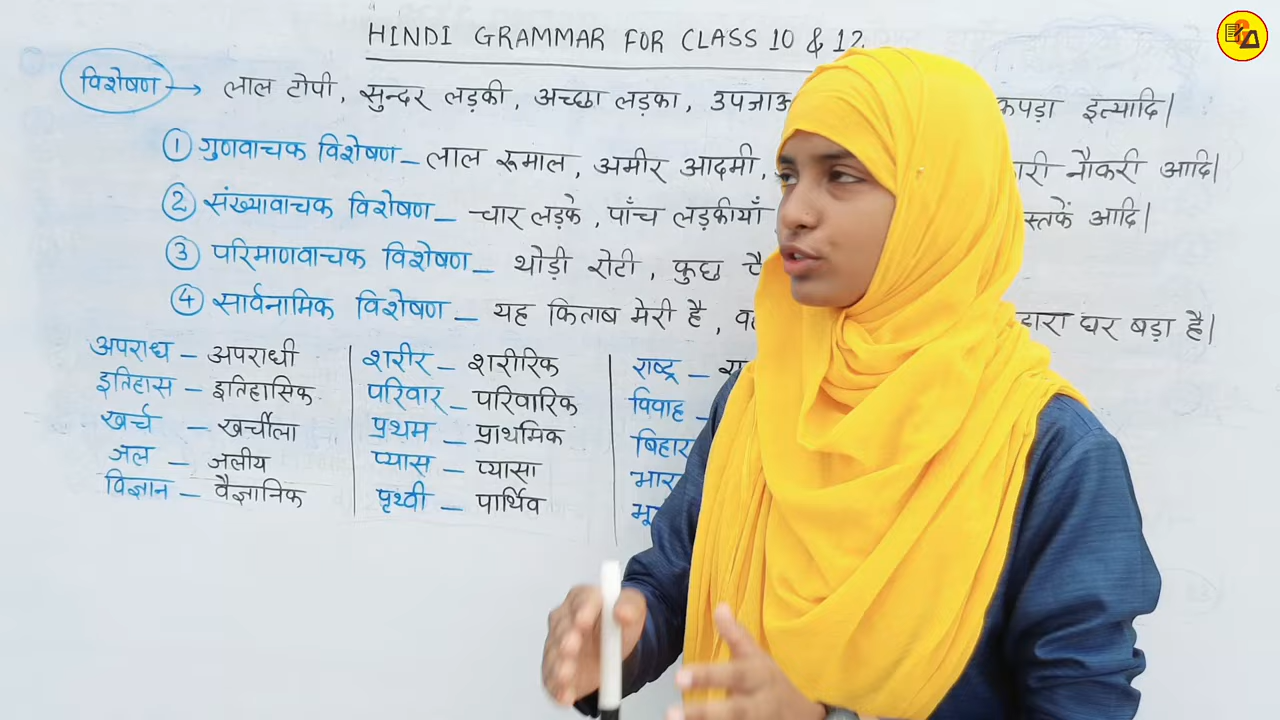 HINDI GRAMMAR FOR CLASS 10 & 12
विशेषण → लाल टोपी, सुन्दर लड़की, अच्छा लड़का, कपड़ा इत्यादि।
① गुणवाचक विशेषण – लाल रूमाल, अमीर आदमी, नौकरी आदि।
② संख्यावाचक विशेषण – चार लड़के, पाँच लड़कीयाँ आदि।
③ परिमाणवाचक विशेषण – थोड़ी रोटी, कुछ
④ सार्वनामिक विशेषण – यह किताब मेरी है, घर बड़ा है।
अपराध – अपराधी
इतिहास – इतिहासिक
खर्च – खर्चीला
जल – जलीय
विज्ञान – वैज्ञानिक
शरीर – शरीरिक
परिवार – परिवारिक
प्रथम – प्राथमिक
प्यास – प्यासा
पृथ्वी – पार्थिव
राष्ट्र –
विवाह –
बिहार